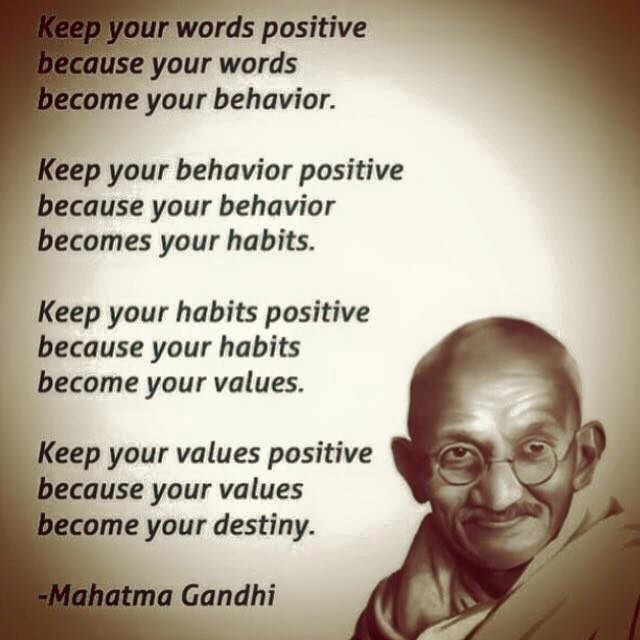 Keep your words positive
because your words
become your behavior.
Keep your behavior positive
because your behavior
becomes your habits.
Keep your habits positive
because your habits
become your values.
Keep your values positive
because your values
become your destiny.
-Mahatma Gandhi